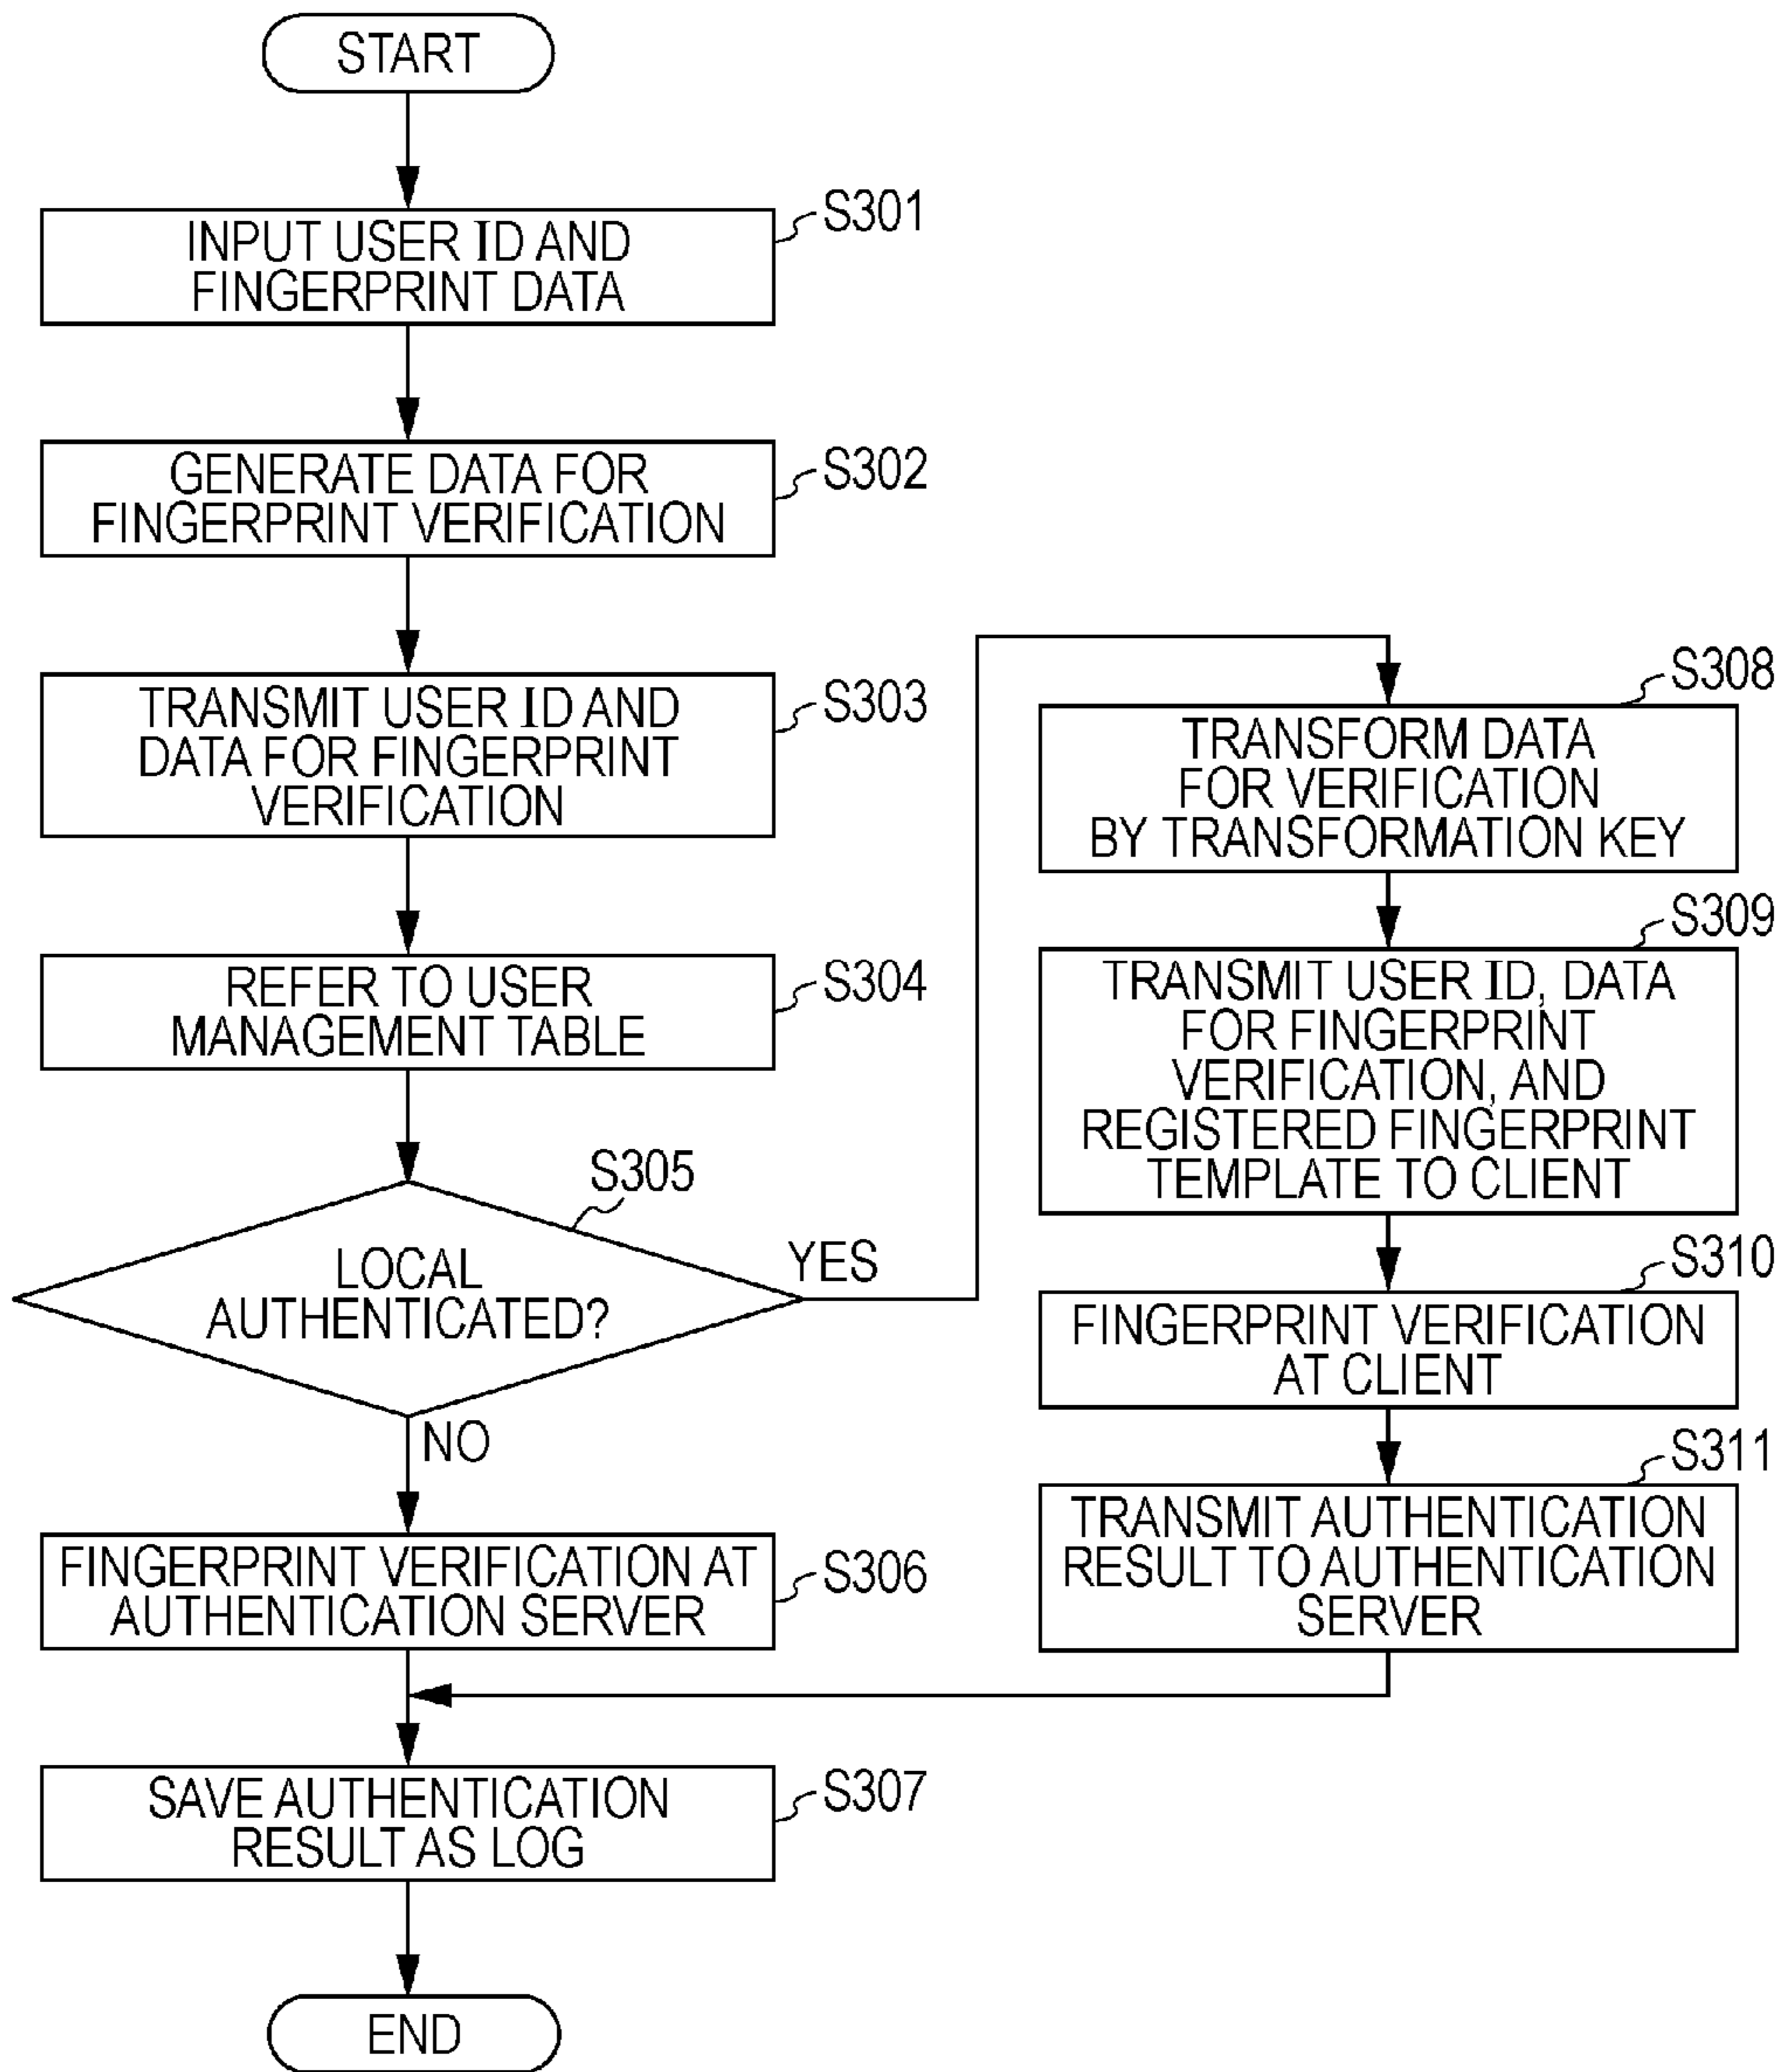 START
S301
INPUT USER ID AND
FINGERPRINT DATA
S302
GENERATE DATA FOR
FINGERPRINT VERIFICATION
S303
TRANSMIT USER ID AND
DATA FOR FINGERPRINT
VERIFICATION
S304
REFER TO USER
MANAGEMENT TABLE
S305
LOCAL
AUTHENTICATED?
YES
NO
S306
FINGERPRINT VERIFICATION AT
AUTHENTICATION SERVER
S307
SAVE AUTHENTICATION
RESULT AS LOG
END
S308
TRANSFORM DATA
FOR VERIFICATION
BY TRANSFORMATION KEY
S309
TRANSMIT USER ID, DATA
FOR FINGERPRINT
VERIFICATION, AND
REGISTERED FINGERPRINT
TEMPLATE TO CLIENT
S310
FINGERPRINT VERIFICATION
AT CLIENT
S311
TRANSMIT AUTHENTICATION
RESULT TO AUTHENTICATION
SERVER